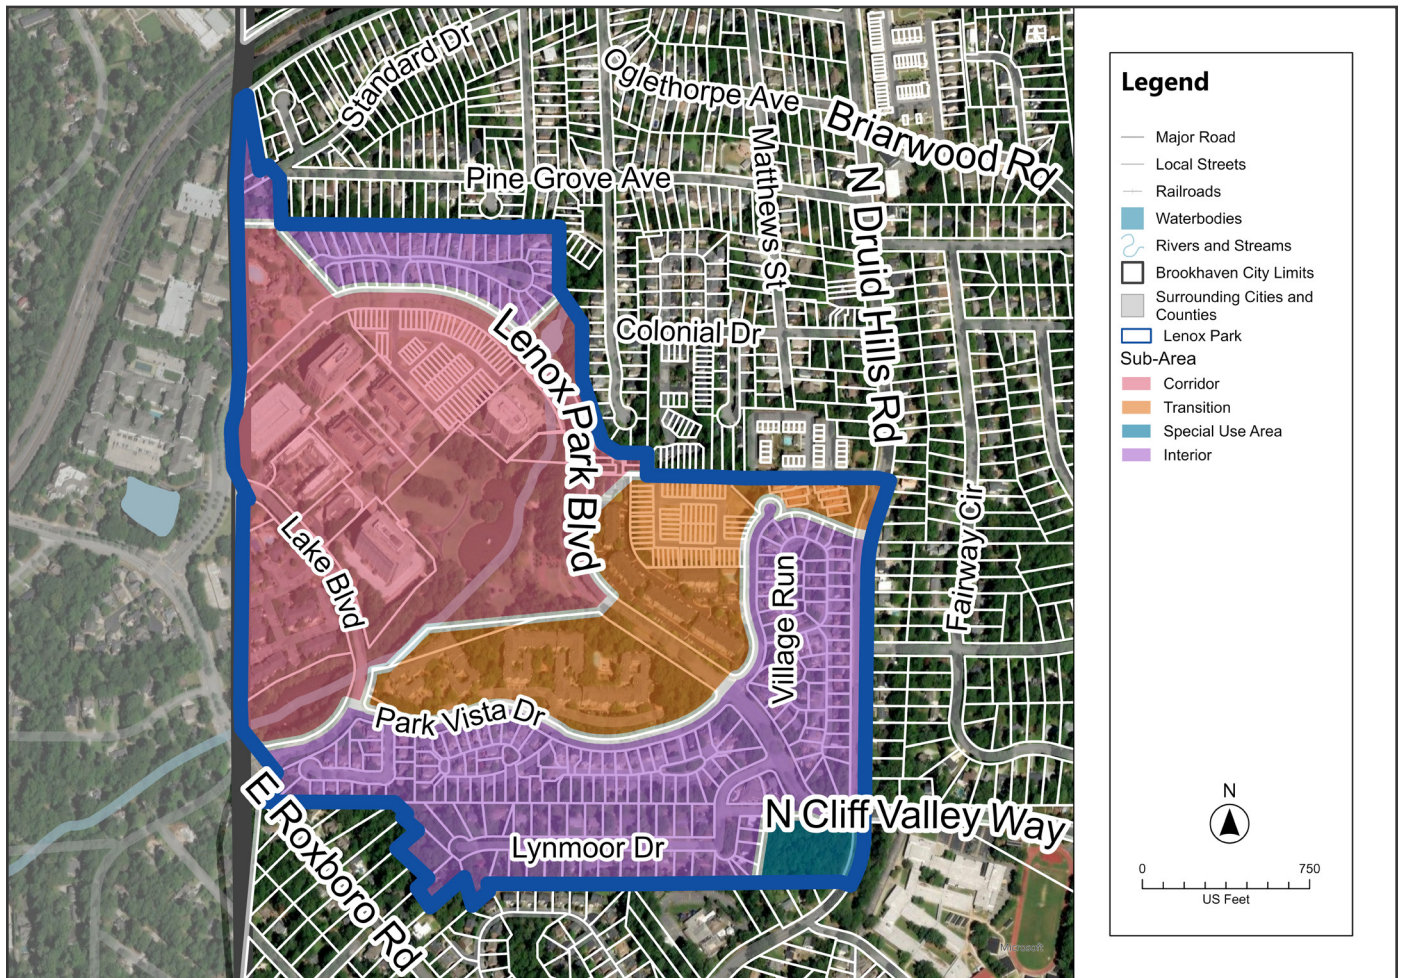 Standard Dr
Oglethorpe Ave
Briarwood Rd
Pine Grove Ave
Matthews St
N Druid Hills Rd
Lenox Park Blvd
Colonial Dr
Lake Blvd
Fairway Cir
Village Run
Park Vista Dr
E Roxboro Rd
N Cliff Valley Way
Lynmoor Dr
Microsoft
Legend
Major Road
Local Streets
Railroads
Waterbodies
Rivers and Streams
Brookhaven City Limits
Surrounding Cities and
Counties
Lenox Park
Sub-Area
Corridor
Transition
Special Use Area
Interior
N
0 750
US Feet